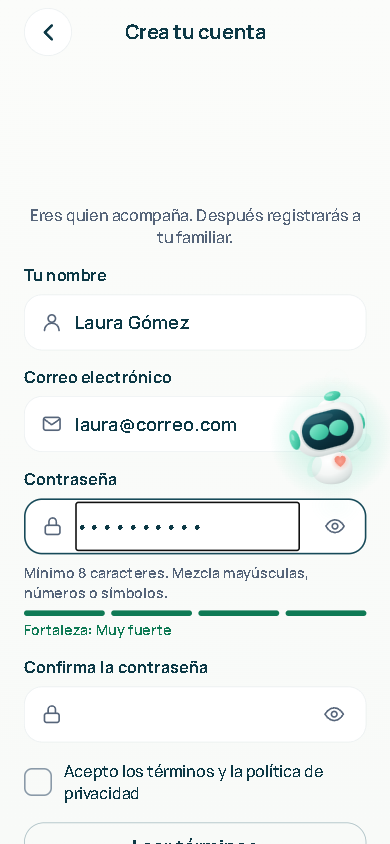 Crea tu cuenta
Eres quien acompaña. Después registrarás a
tu familiar.
Tu nombre
Laura Gómez
Correo electrónico
laura@correo.com
Contraseña
••••••••••
Mínimo 8 caracteres. Mezcla mayúsculas,
números o símbolos.
Fortaleza: Muy fuerte
Confirma la contraseña
Acepto los términos y la política de
privacidad